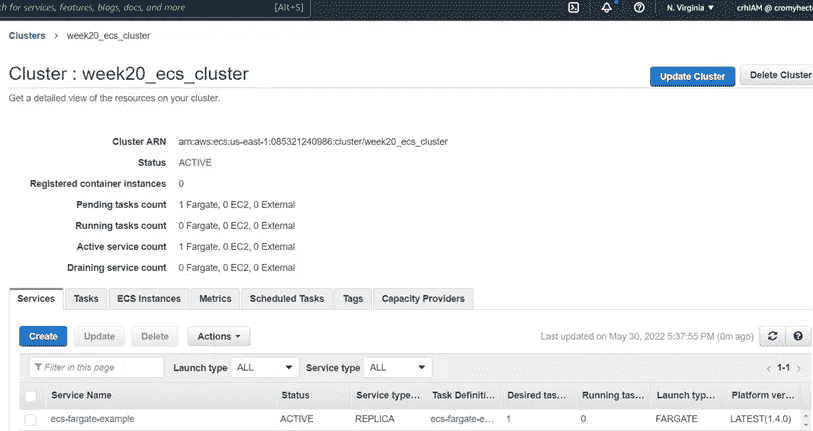 ch for services, features, blogs, docs, and more [Alt+S] N. Virginia ▼ crhIAM @ cromyhect
Clusters > week20_ecs_cluster
Cluster : week20_ecs_cluster Update Cluster Delete Cluster
Get a detailed view of the resources on your cluster.
Cluster ARN arn:aws:ecs:us-east-1:085321240986:cluster/week20_ecs_cluster
Status ACTIVE
Registered container instances 0
Pending tasks count 1 Fargate, 0 EC2, 0 External
Running tasks count 0 Fargate, 0 EC2, 0 External
Active service count 1 Fargate, 0 EC2, 0 External
Draining service count 0 Fargate, 0 EC2, 0 External
Services Tasks ECS Instances Metrics Scheduled Tasks Tags Capacity Providers
Create Update Delete Actions Last updated on May 30, 2022 5:37:55 PM (0m ago)
Filter in this page Launch type ALL Service type ALL < 1-1 >
Service Name Status Service type... Task Definiti... Desired tas... Running tas... Launch typ... Platform ver...
ecs-fargate-example ACTIVE REPLICA ecs-fargate-e... 1 0 FARGATE LATEST(1.4.0)